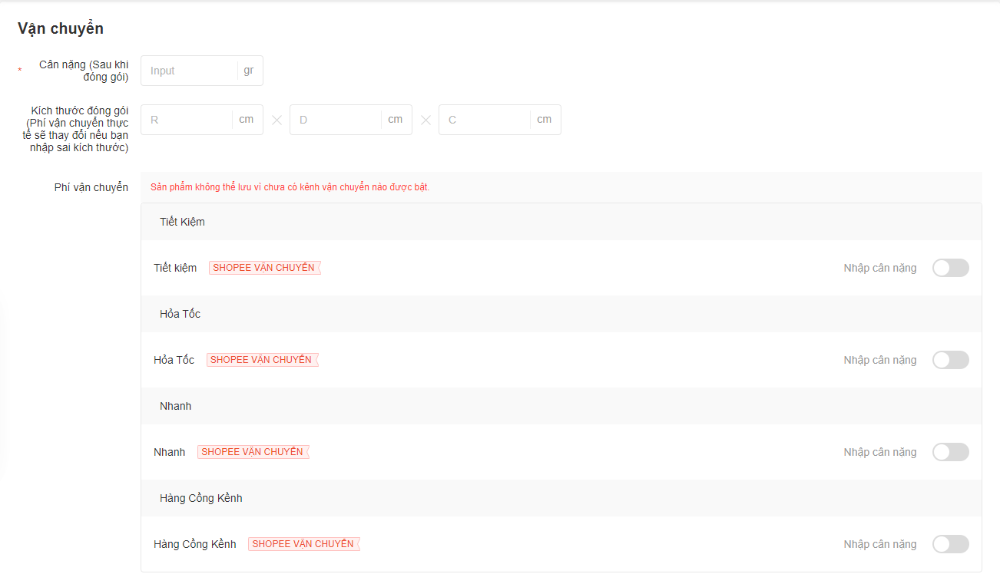 Vận chuyển
* Cân nặng (Sau khi
đóng gói)
Input gr
Kích thước đóng gói
(Phí vận chuyển thực
tế sẽ thay đổi nếu bạn
nhập sai kích thước)
R cm D cm C cm
Phí vận chuyển
Sản phẩm không thể lưu vì chưa có kênh vận chuyển nào được bật.
Tiết Kiệm
Tiết kiệm SHOPEE VẬN CHUYỂN Nhập cân nặng
Hỏa Tốc
Hỏa Tốc SHOPEE VẬN CHUYỂN Nhập cân nặng
Nhanh
Nhanh SHOPEE VẬN CHUYỂN Nhập cân nặng
Hàng Cồng Kềnh
Hàng Cồng Kềnh SHOPEE VẬN CHUYỂN Nhập cân nặng